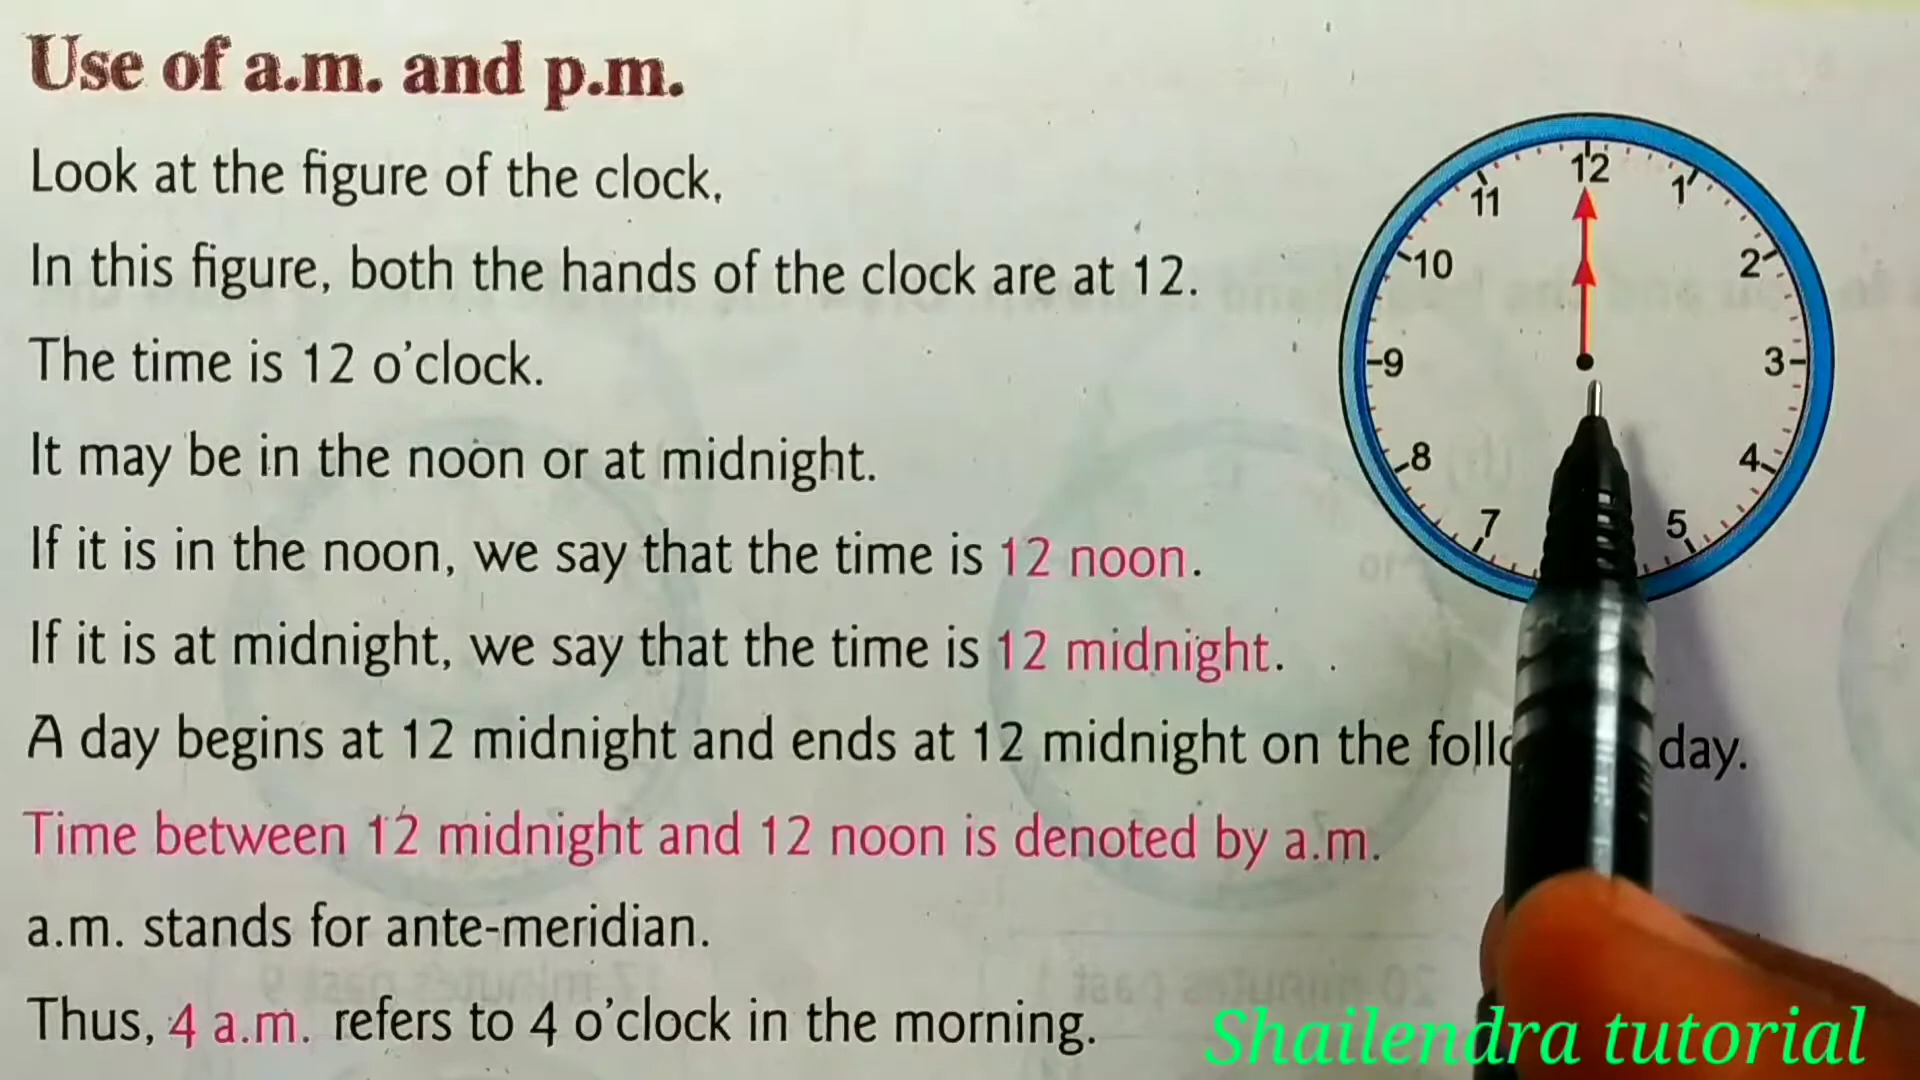 Use of a.m. and p.m.
Look at the figure of the clock.
In this figure, both the hands of the clock are at 12.
The time is 12 o'clock.
It may be in the noon or at midnight.
If it is in the noon, we say that the time is 12 noon.
If it is at midnight, we say that the time is 12 midnight.
A day begins at 12 midnight and ends at 12 midnight on the day.
Time between 12 midnight and 12 noon is denoted by a.m.
a.m. stands for ante-meridian.
Thus, 4 a.m. refers to 4 o'clock in the morning.
12
1
2
3
4
5
7
8
9
10
11
Shailendra tutorial